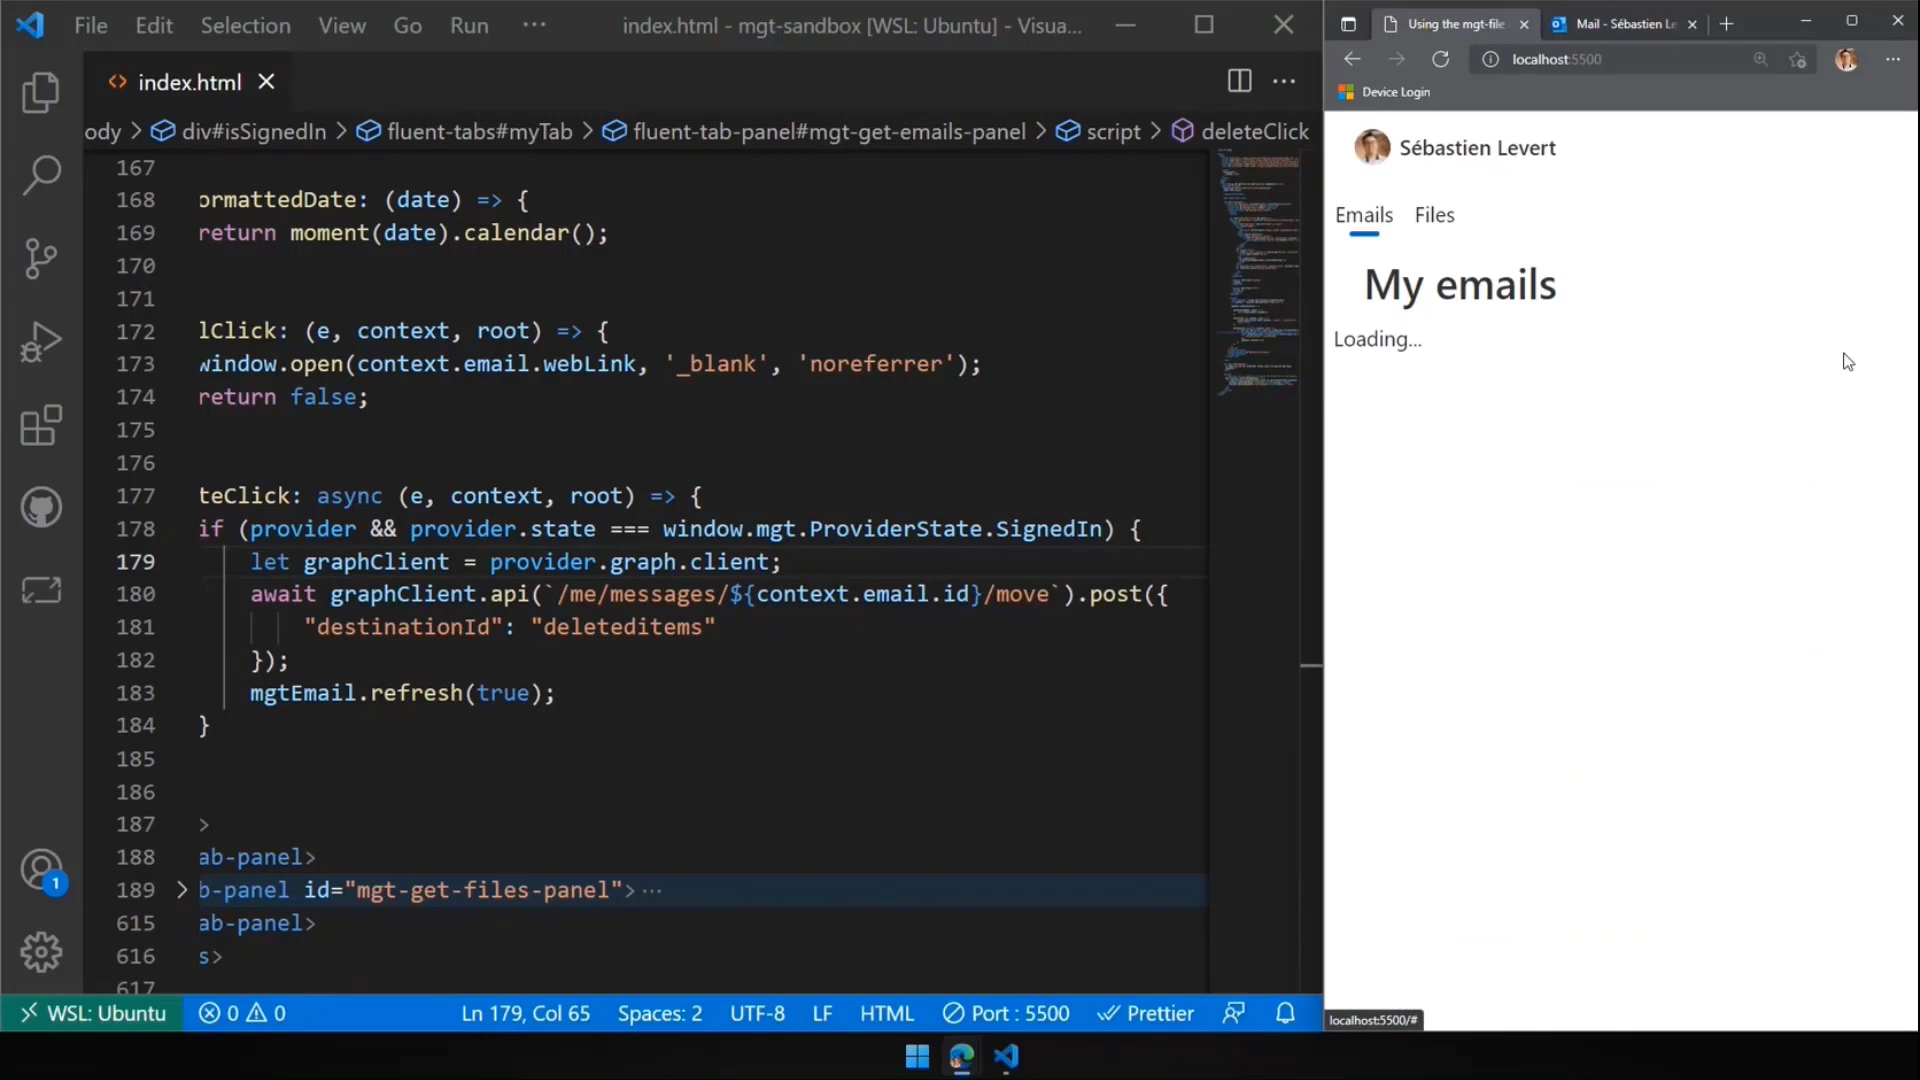 File Edit Selection View Go Run ··· index.html - mgt-sandbox [WSL: Ubuntu] - Visua...
index.html
ody > div#isSignedIn > fluent-tabs#myTab > fluent-tab-panel#mgt-get-emails-panel > script > deleteClick
167
168 ormattedDate: (date) => {
169 return moment(date).calendar();
170
171
172 lClick: (e, context, root) => {
173 window.open(context.email.webLink, '_blank', 'noreferrer');
174 return false;
175
176
177 teClick: async (e, context, root) => {
178 if (provider && provider.state === window.mgt.ProviderState.SignedIn) {
179 let graphClient = provider.graph.client;
180 await graphClient.api(`/me/messages/${context.email.id}/move`).post({
181 "destinationId": "deleteditems"
182 });
183 mgtEmail.refresh(true);
184 }
185
186
187 >
188 ab-panel>
189 b-panel id="mgt-get-files-panel"> ···
615 ab-panel>
616 s>
617
1
WSL: Ubuntu 0 0 Ln 179, Col 65 Spaces: 2 UTF-8 LF HTML Port : 5500 Prettier
Using the mgt-file Mail - Sébastien Le
localhost:5500
Device Login
Sébastien Levert
Emails Files
My emails
Loading...
localhost:5500/#